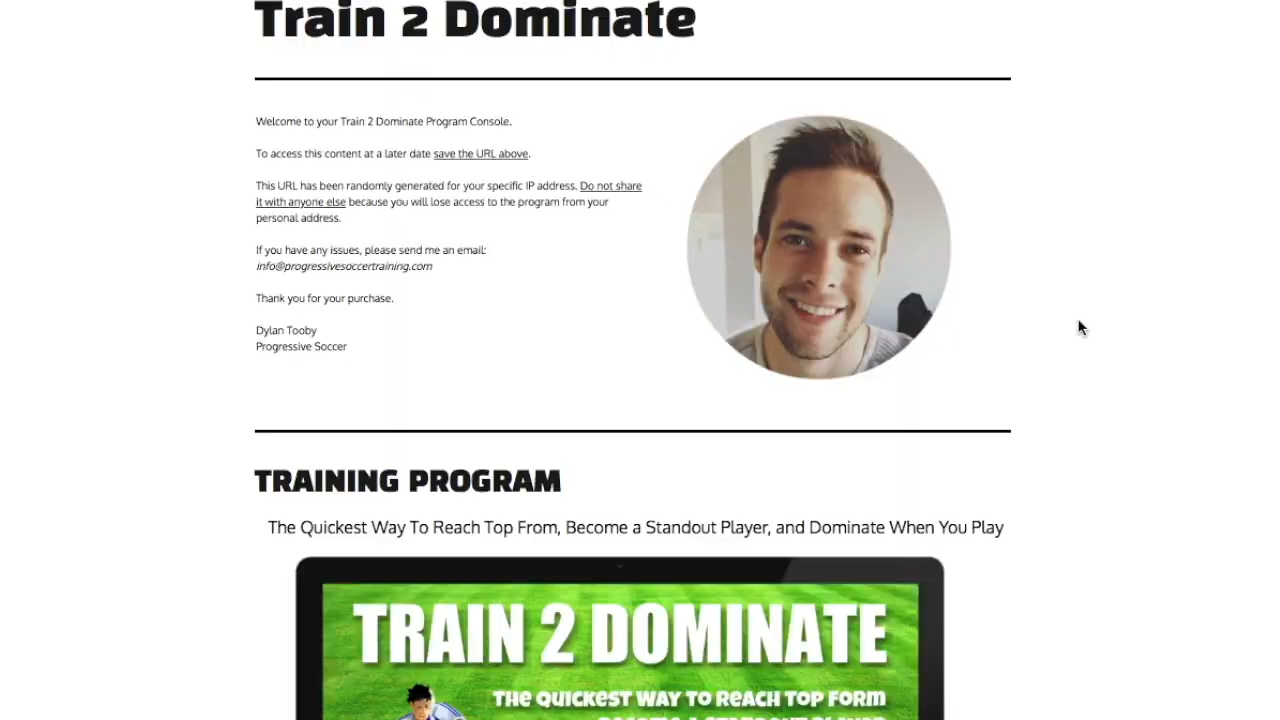 Train 2 Dominate
Welcome to your Train 2 Dominate Program Console.
To access this content at a later date save the URL above.
This URL has been randomly generated for your specific IP address. Do not share
it with anyone else because you will lose access to the program from your
personal address.
If you have any issues, please send me an email:
info@progressivesoccertraining.com
Thank you for your purchase.
Dylan Tooby
Progressive Soccer
TRAINING PROGRAM
The Quickest Way To Reach Top From, Become a Standout Player, and Dominate When You Play
TRAIN 2 DOMINATE
THE QUICKEST WAY TO REACH TOP FORM